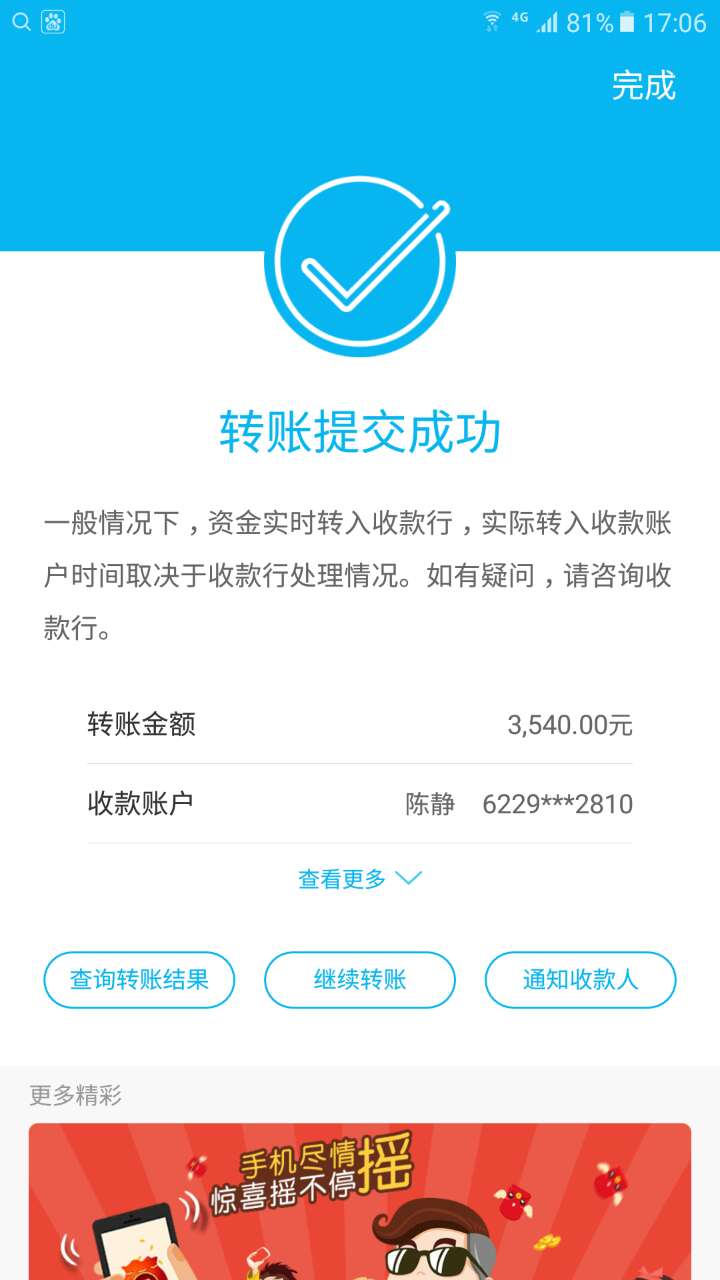 4G 81% 17:06
完成
转账提交成功
一般情况下，资金实时转入收款行，实际转入收款账
户时间取决于收款行处理情况。如有疑问，请咨询收
款行。
转账金额 3,540.00元
收款账户 陈静 6229***2810
查看更多
查询转账结果 继续转账 通知收款人
更多精彩
手机尽情摇
惊喜摇不停